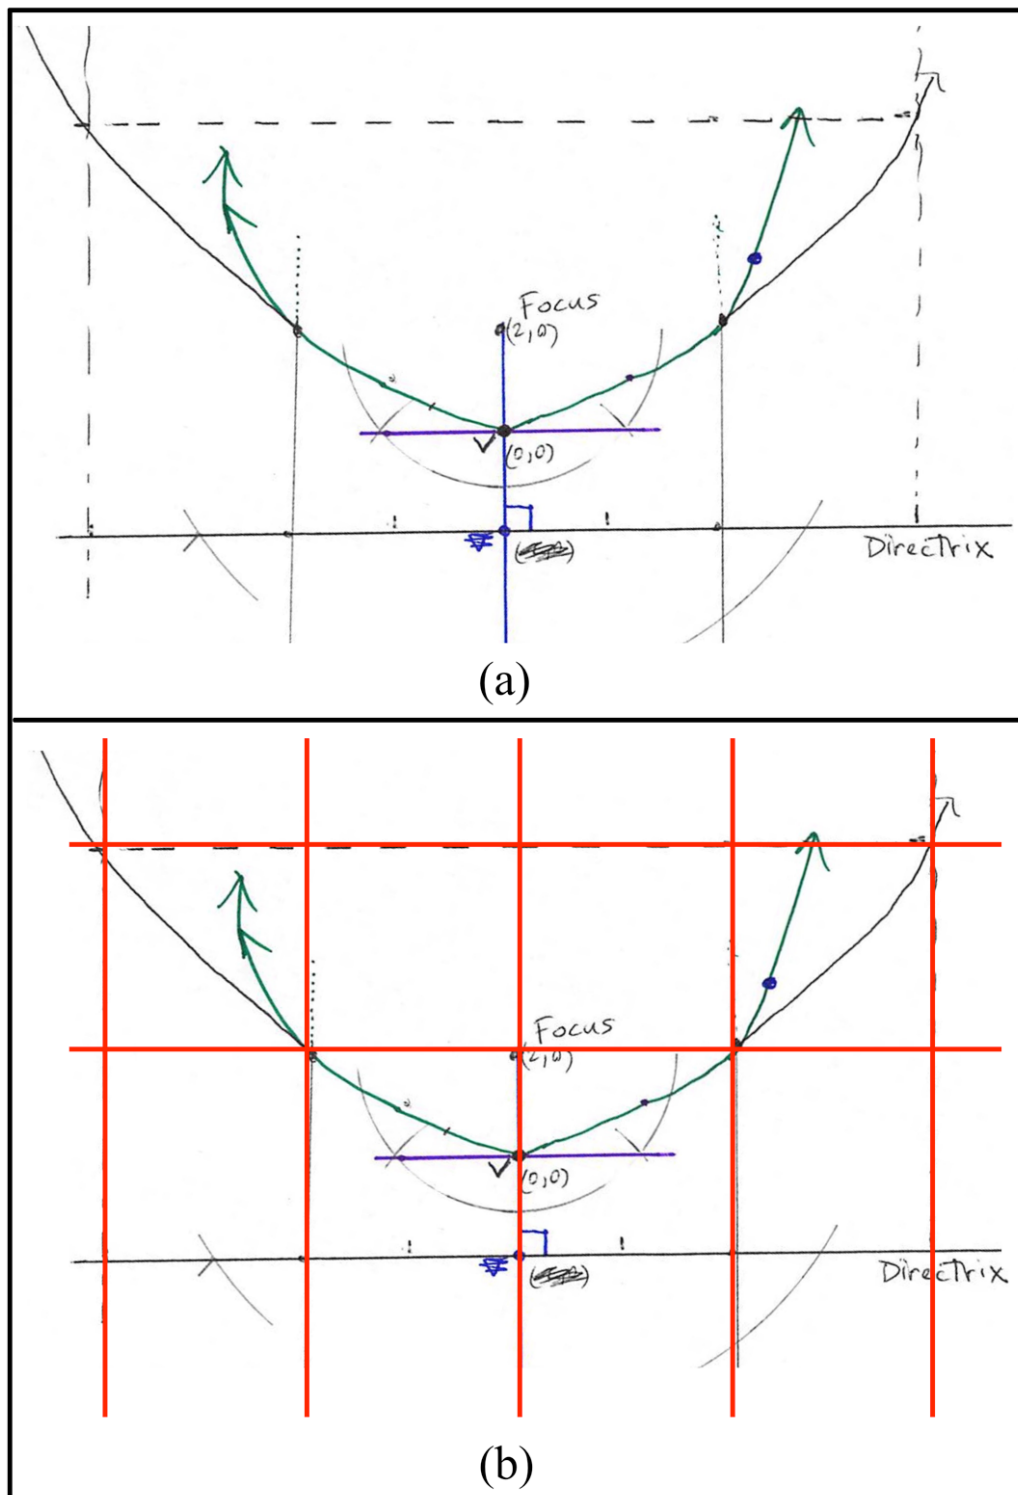 Focus
(2,0)
V
(0,0)
Directrix
(a)
Focus
(2,0)
V
(0,0)
Directrix
(b)